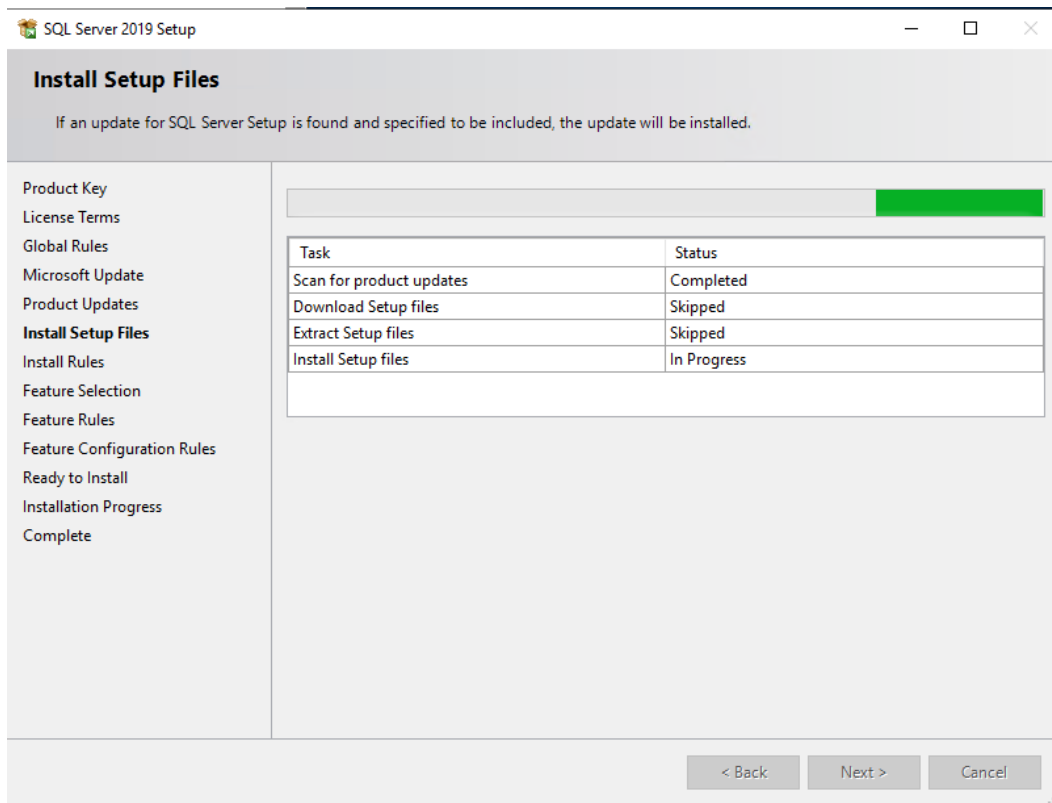 SQL Server 2019 Setup
Install Setup Files
If an update for SQL Server Setup is found and specified to be included, the update will be installed.
Product Key
License Terms
Global Rules
Microsoft Update
Product Updates
Install Setup Files
Install Rules
Feature Selection
Feature Rules
Feature Configuration Rules
Ready to Install
Installation Progress
Complete
Task Status
Scan for product updates Completed
Download Setup files Skipped
Extract Setup files Skipped
Install Setup files In Progress
< Back Next > Cancel